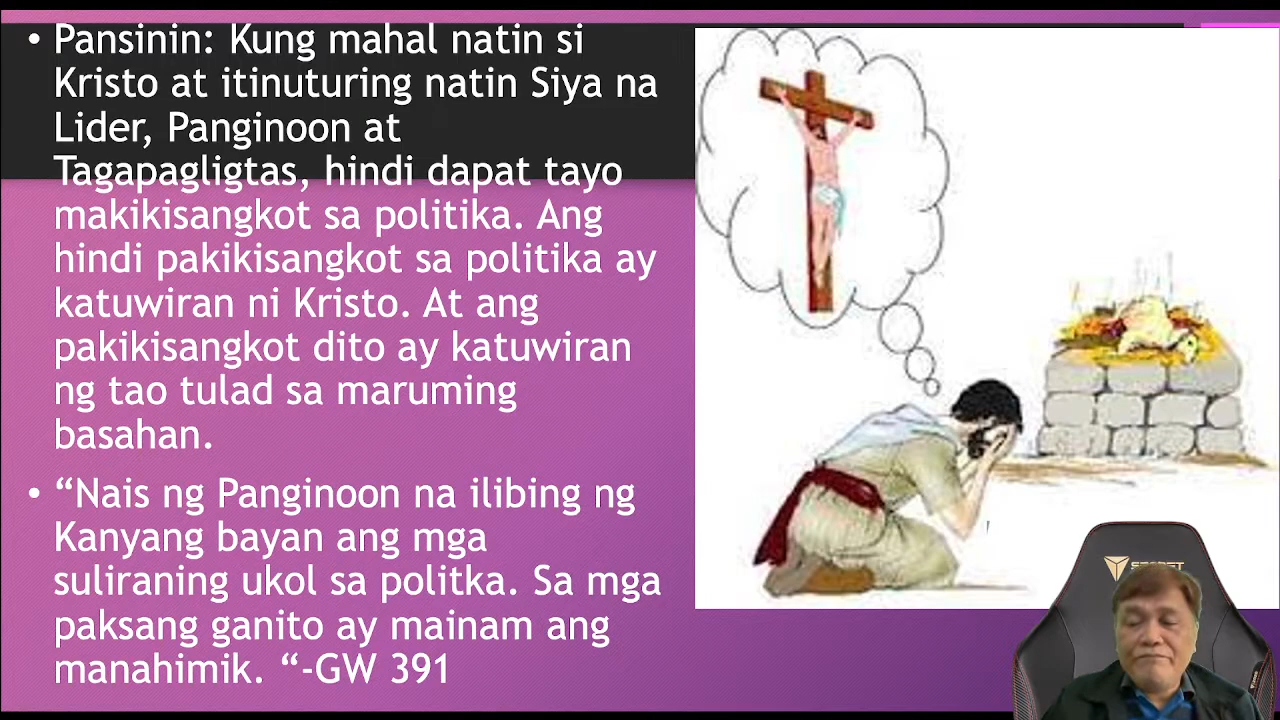 • Pansinin: Kung mahal natin si
Kristo at itinuturing natin Siya na
Lider, Panginoon at
Tagapagligtas, hindi dapat tayo
makikisangkot sa politika. Ang
hindi pakikisangkot sa politika ay
katuwiran ni Kristo. At ang
pakikisangkot dito ay katuwiran
ng tao tulad sa maruming
basahan.
• “Nais ng Panginoon na ilibing ng
Kanyang bayan ang mga
suliraning ukol sa politka. Sa mga
paksang ganito ay mainam ang
manahimik. “-GW 391